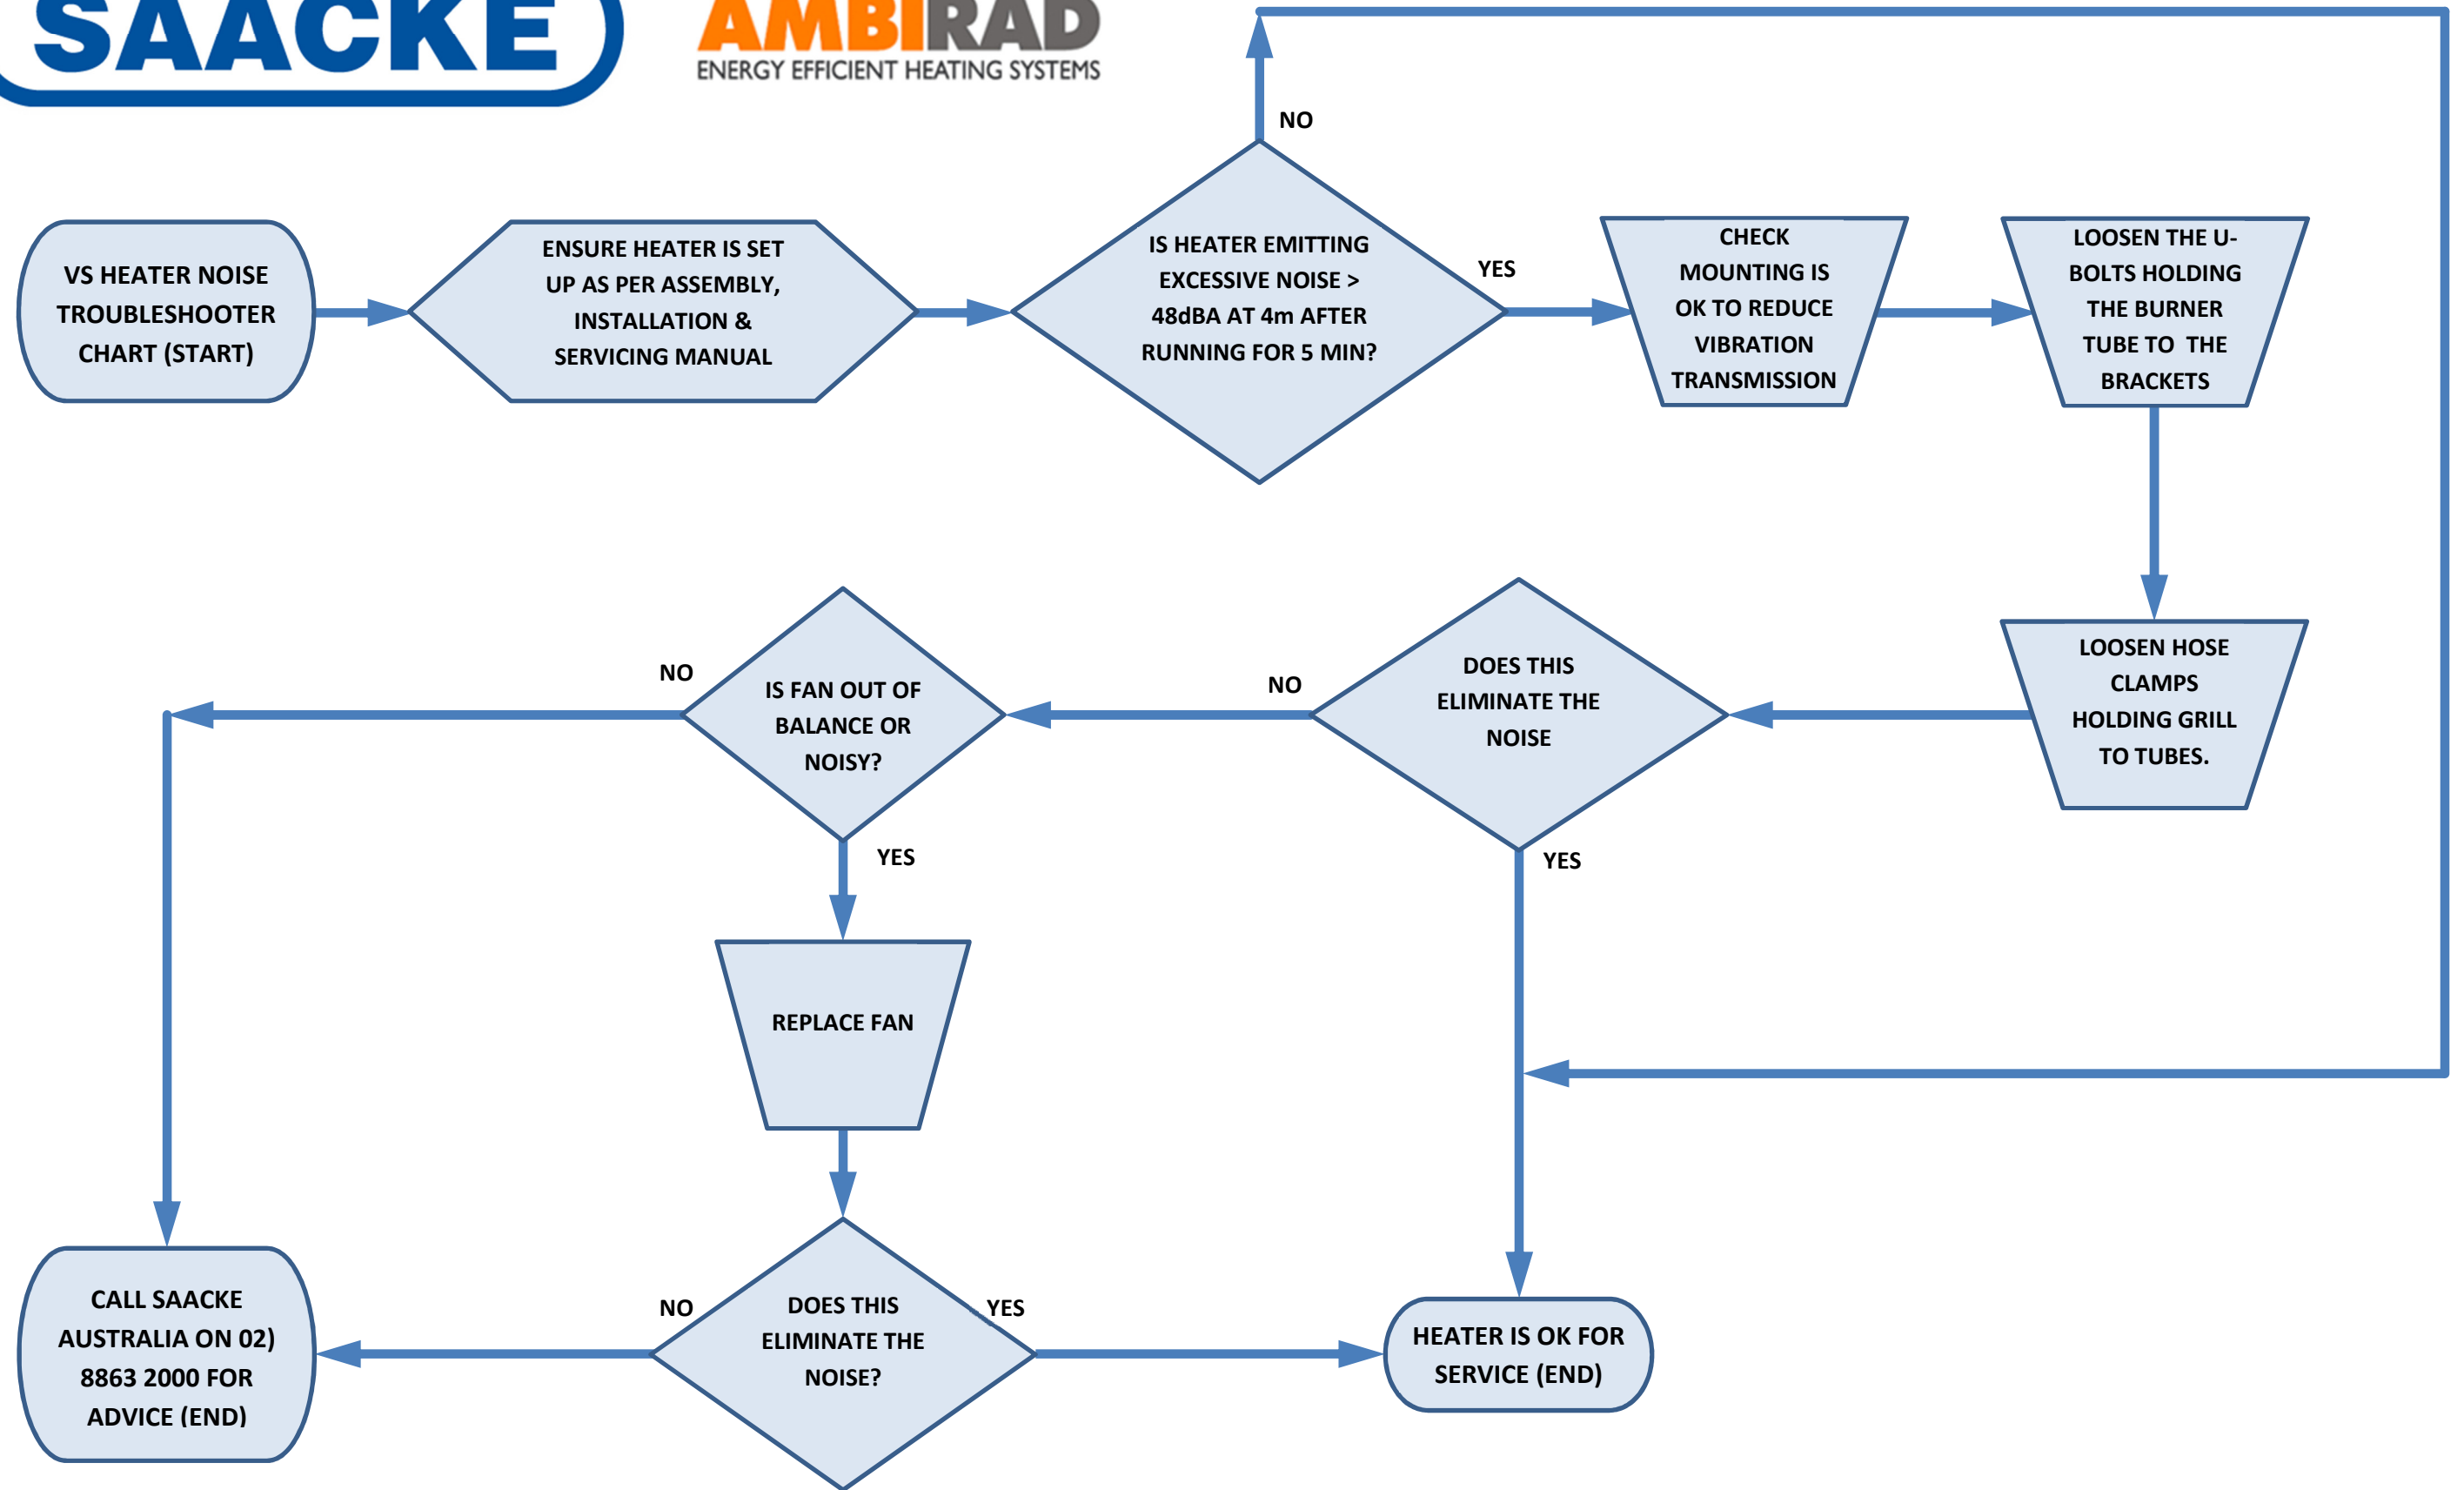 SAACKE
AMBIRAD
ENERGY EFFICIENT HEATING SYSTEMS
VS HEATER NOISE
TROUBLESHOOTER
CHART (START)
ENSURE HEATER IS SET
UP AS PER ASSEMBLY,
INSTALLATION &
SERVICING MANUAL
NO
IS HEATER EMITTING
EXCESSIVE NOISE >
48dBA AT 4m AFTER
RUNNING FOR 5 MIN?
YES
CHECK
MOUNTING IS
OK TO REDUCE
VIBRATION
TRANSMISSION
LOOSEN THE U-
BOLTS HOLDING
THE BURNER
TUBE TO THE
BRACKETS
LOOSEN HOSE
CLAMPS
HOLDING GRILL
TO TUBES.
DOES THIS
ELIMINATE THE
NOISE
NO
YES
IS FAN OUT OF
BALANCE OR
NOISY?
NO
YES
REPLACE FAN
DOES THIS
ELIMINATE THE
NOISE?
NO
YES
CALL SAACKE
AUSTRALIA ON 02)
8863 2000 FOR
ADVICE (END)
HEATER IS OK FOR
SERVICE (END)